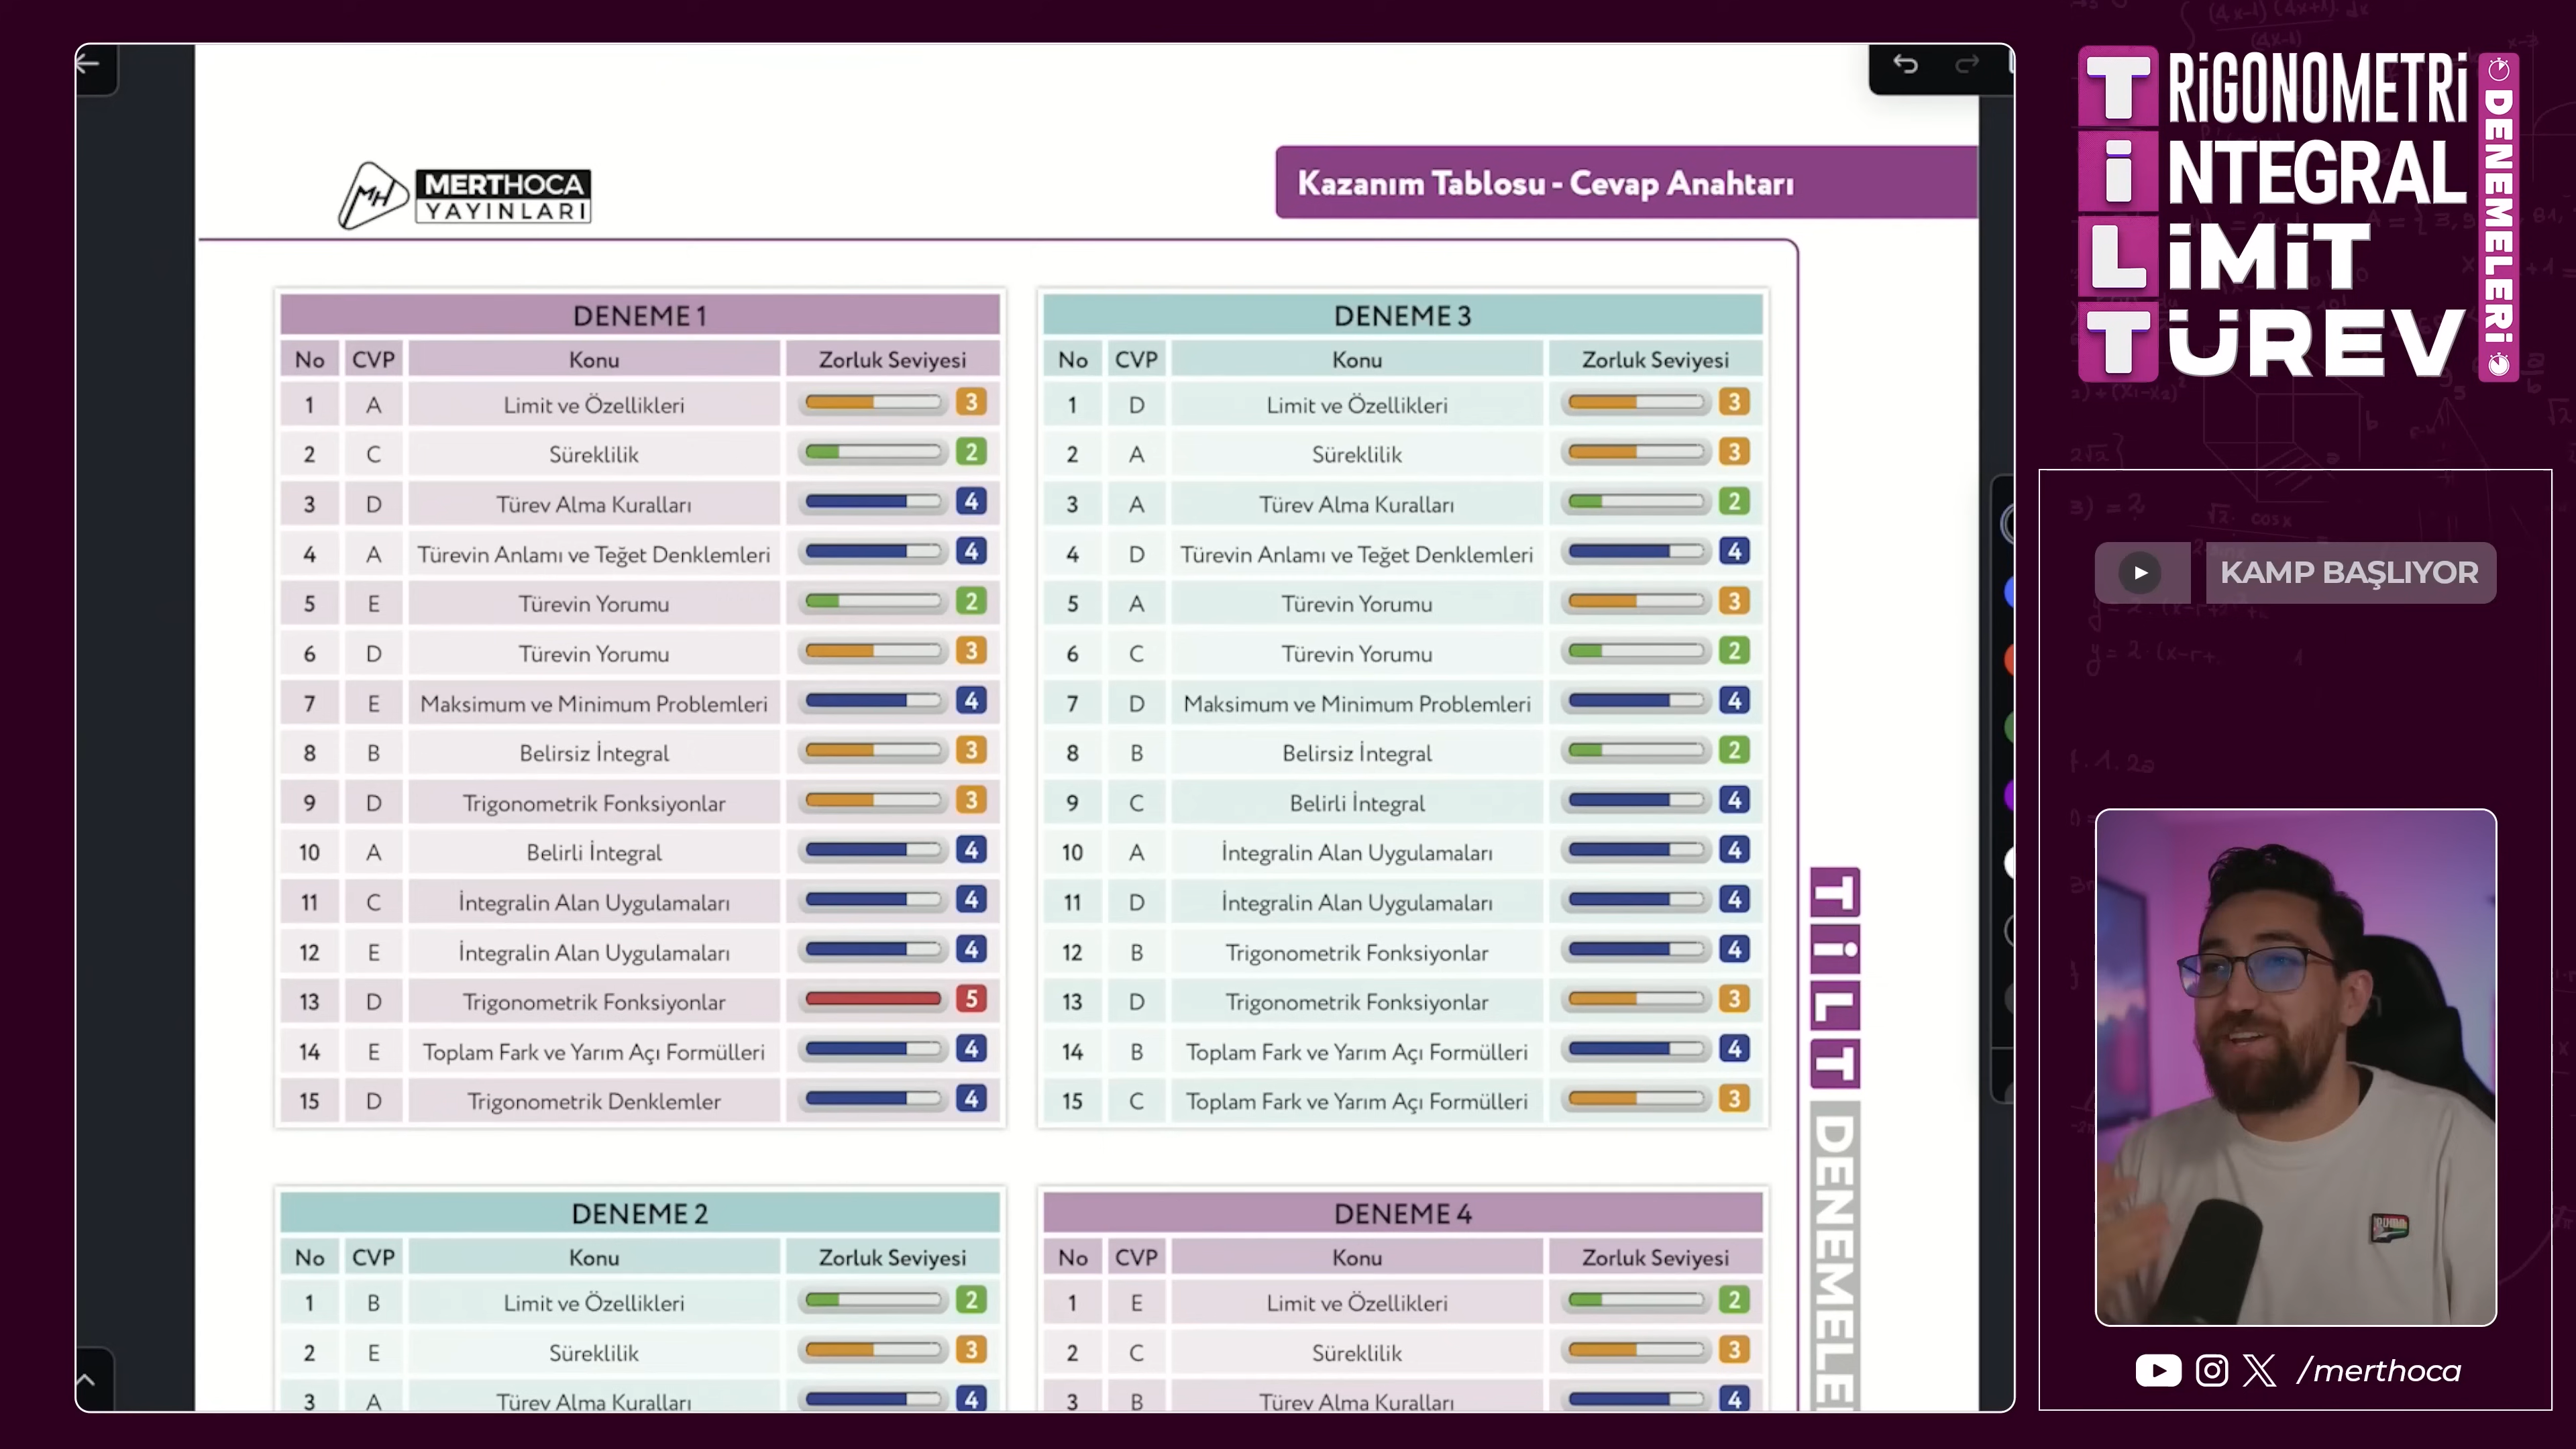 MERTHOCA
YAYINLARI
Kazanım Tablosu - Cevap Anahtarı
DENEME 1
No CVP Konu Zorluk Seviyesi
1 A Limit ve Özellikleri 3
2 C Süreklilik 2
3 D Türev Alma Kuralları 4
4 A Türevin Anlamı ve Teğet Denklemleri 4
5 E Türevin Yorumu 2
6 D Türevin Yorumu 3
7 E Maksimum ve Minimum Problemleri 4
8 B Belirsiz İntegral 3
9 D Trigonometrik Fonksiyonlar 3
10 A Belirli İntegral 4
11 C İntegralin Alan Uygulamaları 4
12 E İntegralin Alan Uygulamaları 4
13 D Trigonometrik Fonksiyonlar 5
14 E Toplam Fark ve Yarım Açı Formülleri 4
15 D Trigonometrik Denklemler 4
DENEME 3
No CVP Konu Zorluk Seviyesi
1 D Limit ve Özellikleri 3
2 A Süreklilik 3
3 A Türev Alma Kuralları 2
4 D Türevin Anlamı ve Teğet Denklemleri 4
5 A Türevin Yorumu 3
6 C Türevin Yorumu 2
7 D Maksimum ve Minimum Problemleri 4
8 B Belirsiz İntegral 2
9 C Belirli İntegral 4
10 A İntegralin Alan Uygulamaları 4
11 D İntegralin Alan Uygulamaları 4
12 B Trigonometrik Fonksiyonlar 4
13 D Trigonometrik Fonksiyonlar 3
14 B Toplam Fark ve Yarım Açı Formülleri 4
15 C Toplam Fark ve Yarım Açı Formülleri 3
DENEME 2
No CVP Konu Zorluk Seviyesi
1 B Limit ve Özellikleri 2
2 E Süreklilik 3
3 A Türev Alma Kuralları 4
DENEME 4
No CVP Konu Zorluk Seviyesi
1 E Limit ve Özellikleri 2
2 C Süreklilik 3
3 B Türev Alma Kuralları 4
TİLT DENEMELE
TRİGONOMETRİ
İNTEGRAL
LİMİT
TÜREV
DENEMELERİ
KAMP BAŞLIYOR
PUMA
/merthoca